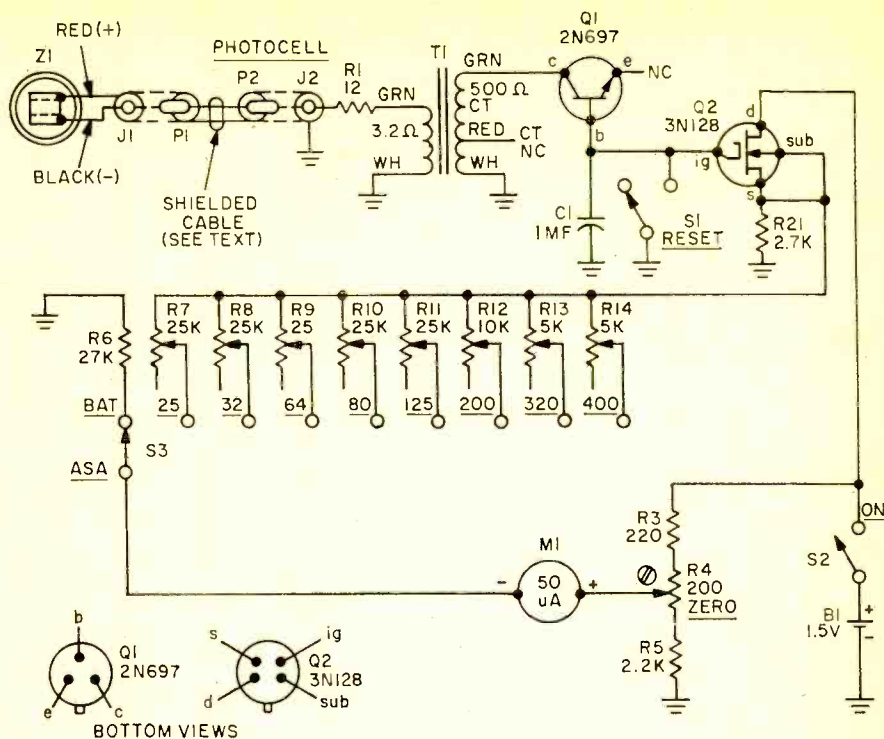 Z1
RED(+)
BLACK(-)
PHOTOCELL
J1
P1
P2
J2
SHIELDED
CABLE
(SEE TEXT)
R1
12
T1
GRN
3.2Ω
WH
GRN
500Ω
CT
RED
CT
NC
WH
Q1
2N697
c
e
NC
b
C1
1MF
S1
RESET
Q2
3N128
d
sub
ig
s
R21
2.7K
R6
27K
R7
25K
R8
25K
R9
25
R10
25K
R11
25K
R12
10K
R13
5K
R14
5K
BAT
25
32
64
80
125
200
320
400
S3
ASA
M1
-
50
uA
+
R3
220
R4
200
ZERO
R5
2.2K
ON
S2
B1
1.5V
+
-
b
Q1
2N697
e
c
s
ig
Q2
3N128
d
sub
BOTTOM VIEWS